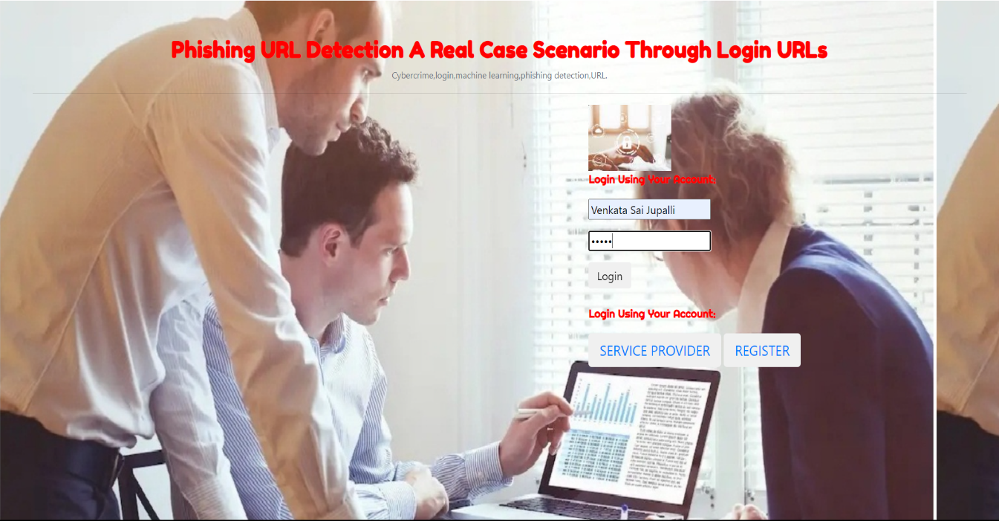 Phishing URL Detection A Real Case Scenario Through Login URLs
Cybercrime,login,machine learning,phishing detection,URL.
Login Using Your Account:
Venkata Sai Jupalli
•••••
Login
Login Using Your Account:
SERVICE PROVIDER REGISTER